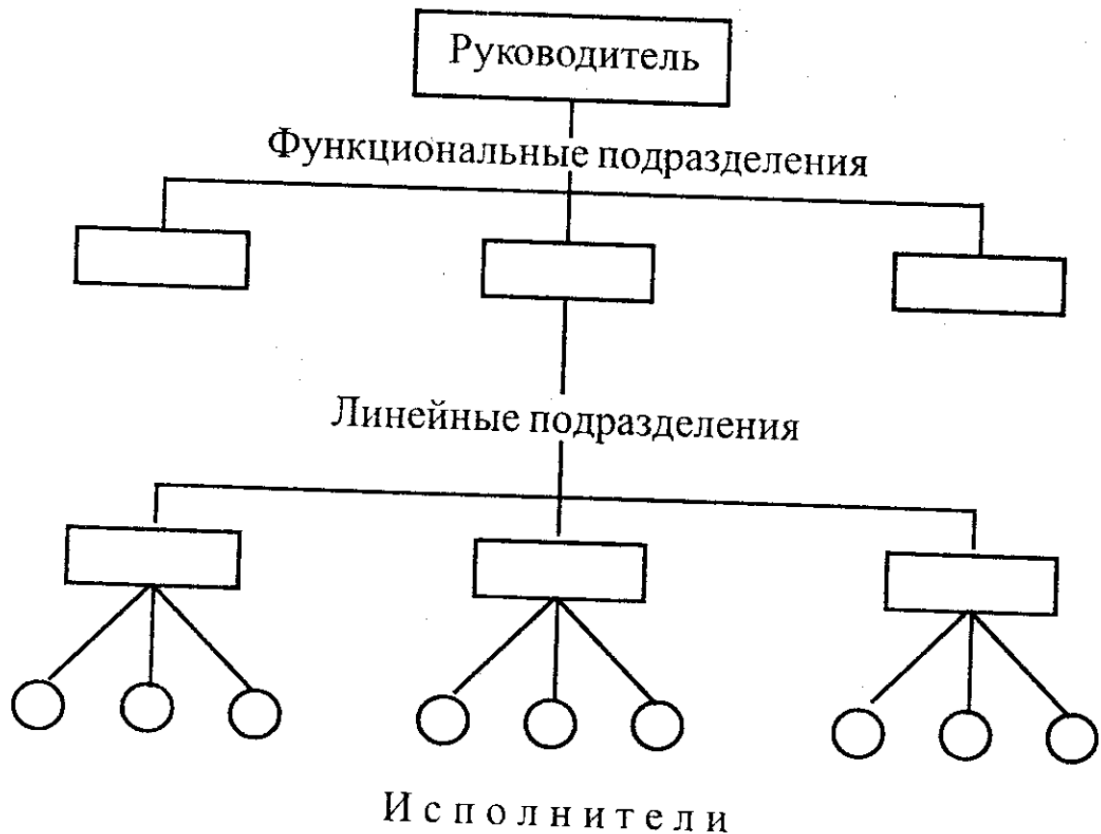 Руководитель
Функциональные подразделения
Линейные подразделения
Исполнители